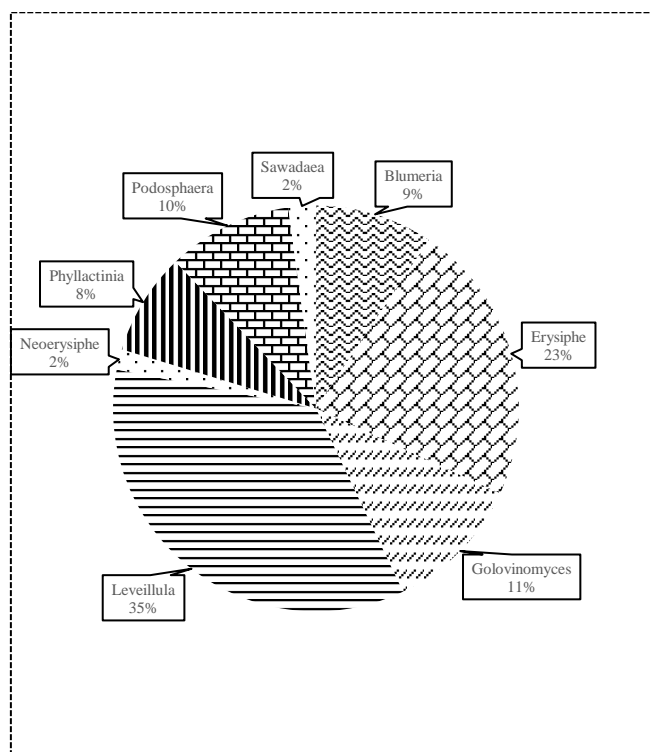 Sawadaea
2%
Blumeria
9%
Podosphaera
10%
Phyllactinia
8%
Neoerysiphe
2%
Erysiphe
23%
Golovinomyces
11%
Leveillula
35%